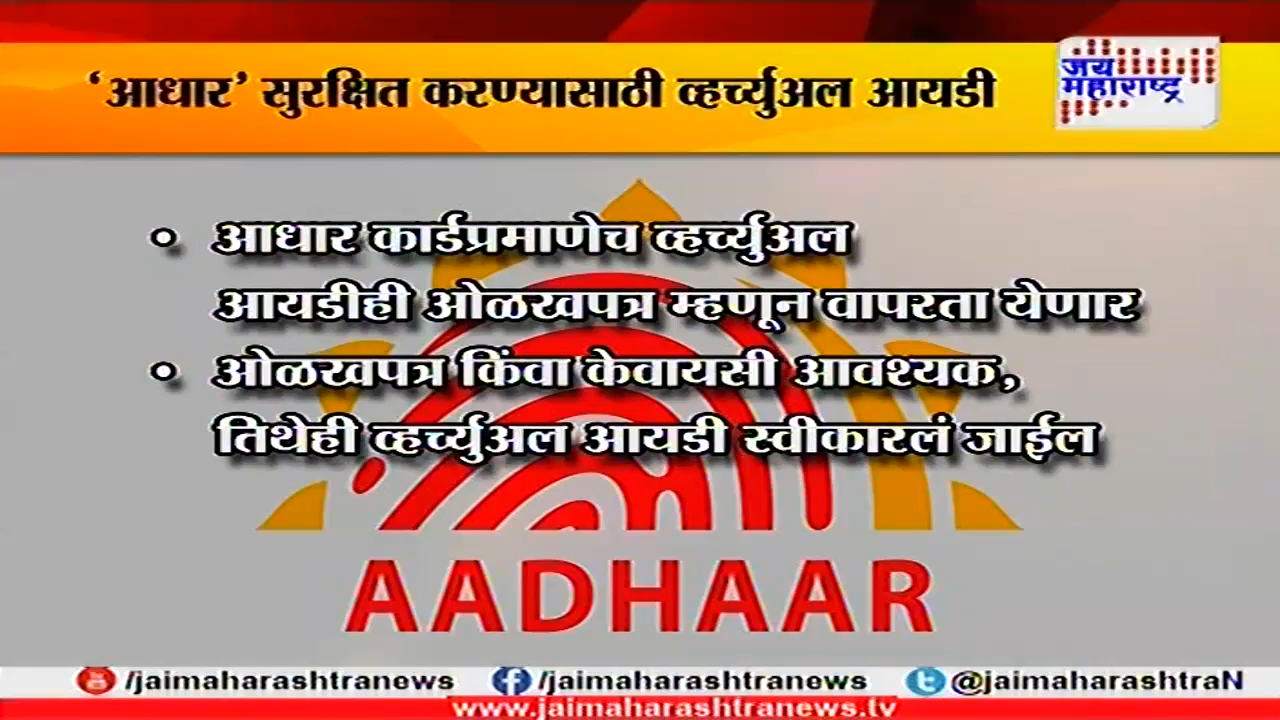 ‘आधार’ सुरक्षित करण्यासाठी व्हर्च्युअल आयडी
जय
महाराष्ट्र
• आधार कार्डप्रमाणेच व्हर्च्युअल
आयडीही ओळखपत्र म्हणून वापरता येणार
• ओळखपत्र किंवा केवायसी आवश्यक,
तिथेही व्हर्च्युअल आयडी स्वीकारलं जाईल
AADHAAR
/jaimaharashtranews /jaimaharashtranews @jaimaharashtraN
www.jaimaharashtranews.tv